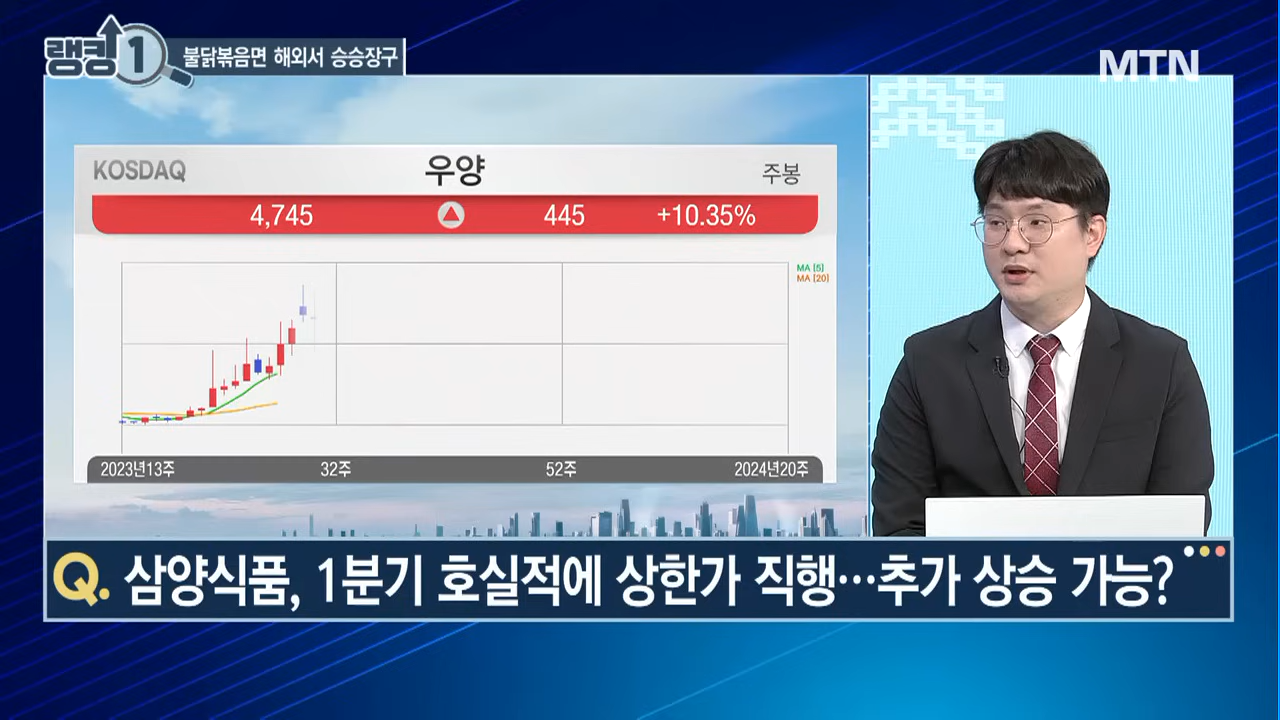 랭킹 1
불닭볶음면 해외서 승승장구
MTN
KOSDAQ 우양 주봉
4,745 445 +10.35%
MA [5]
MA [20]
2023년13주 32주 52주 2024년20주
Q. 삼양식품, 1분기 호실적에 상한가 직행…추가 상승 가능?